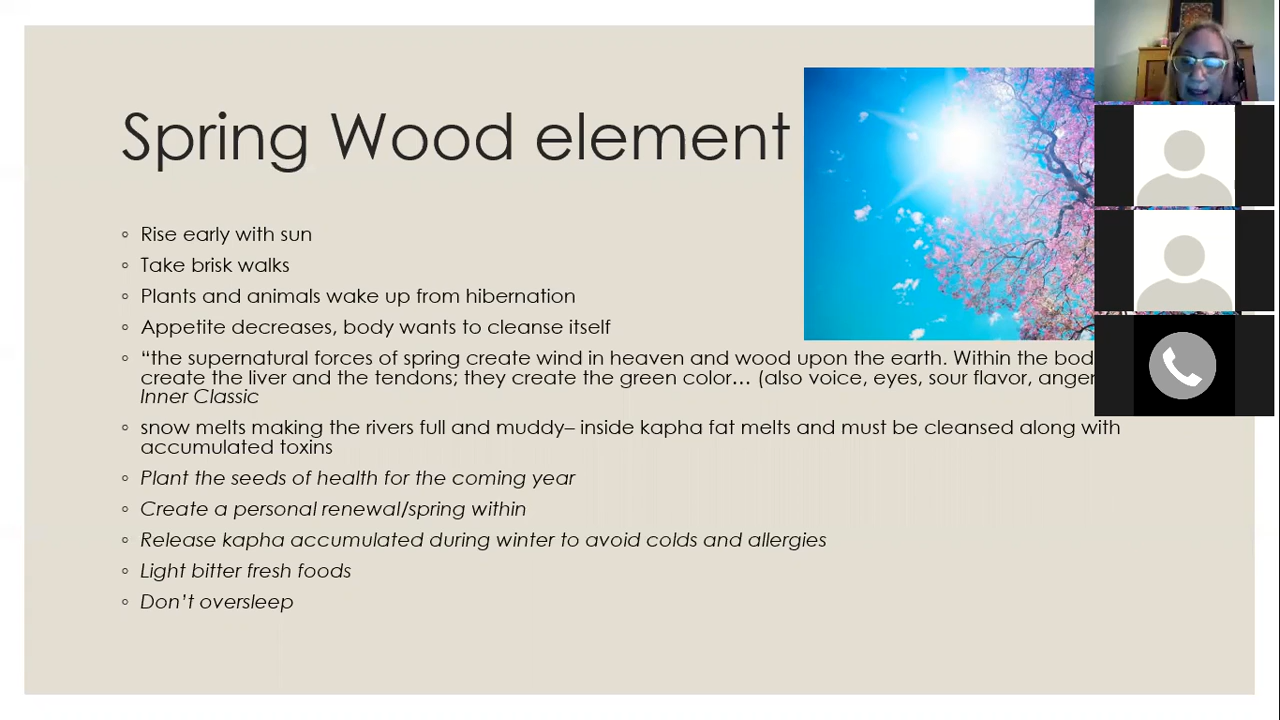 Spring Wood element
◦ Rise early with sun
◦ Take brisk walks
◦ Plants and animals wake up from hibernation
◦ Appetite decreases, body wants to cleanse itself
◦ “the supernatural forces of spring create wind in heaven and wood upon the earth. Within the
create the liver and the tendons; they create the green color… (also voice, eyes, sour flavor, anger
Inner Classic
◦ snow melts making the rivers full and muddy– inside kapha fat melts and must be cleansed along with
accumulated toxins
◦ Plant the seeds of health for the coming year
◦ Create a personal renewal/spring within
◦ Release kapha accumulated during winter to avoid colds and allergies
◦ Light bitter fresh foods
◦ Don’t oversleep